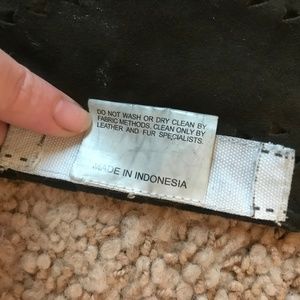 DO NOT WASH OR DRY CLEAN BY
FABRIC METHODS. CLEAN ONLY BY
LEATHER AND FUR SPECIALISTS.
MADE IN INDONESIA